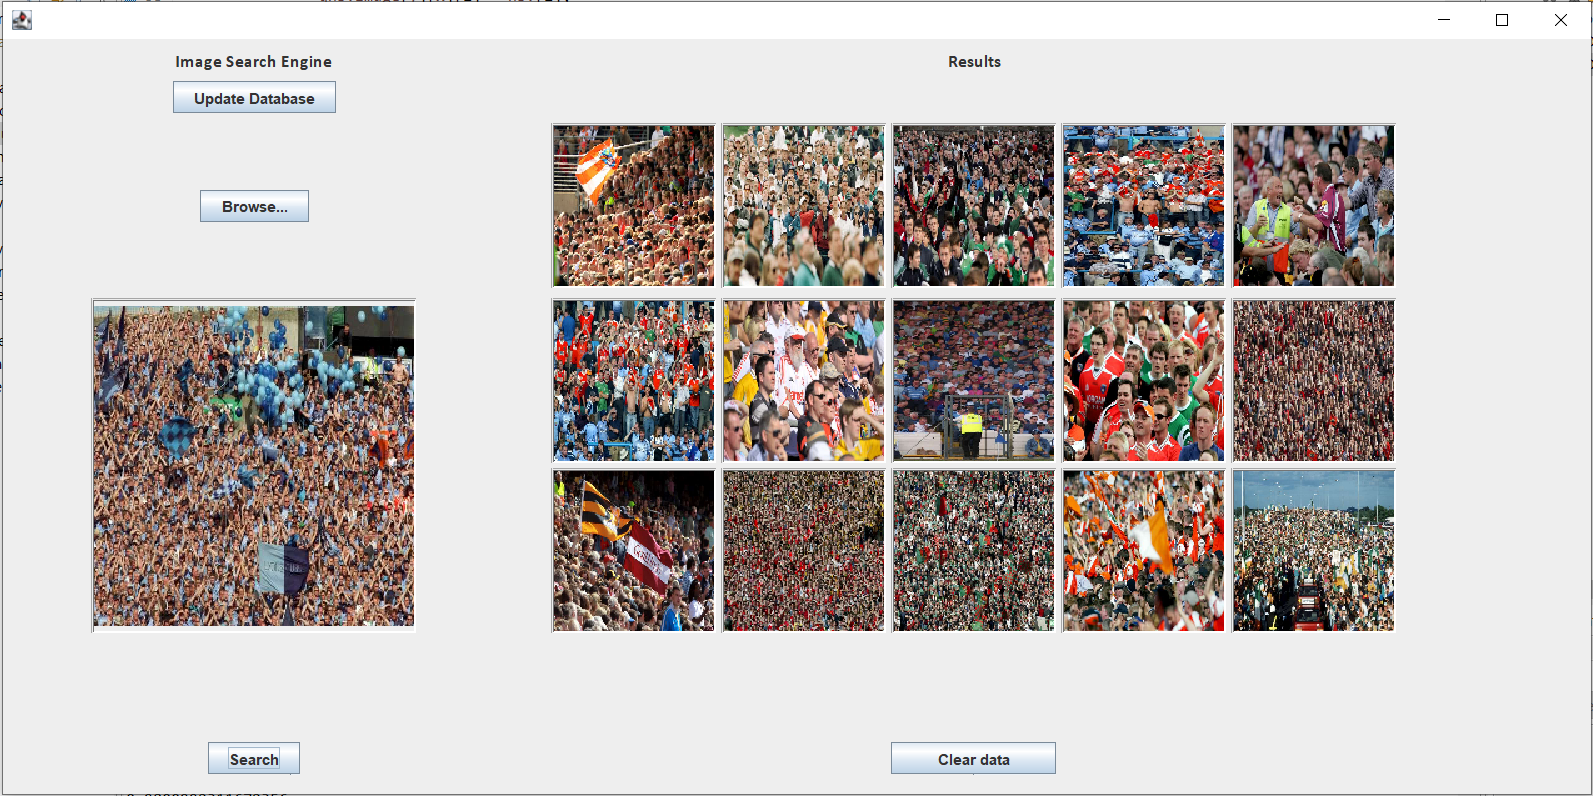 Image Search Engine
Update Database
Browse...
Search
Results
Clear data